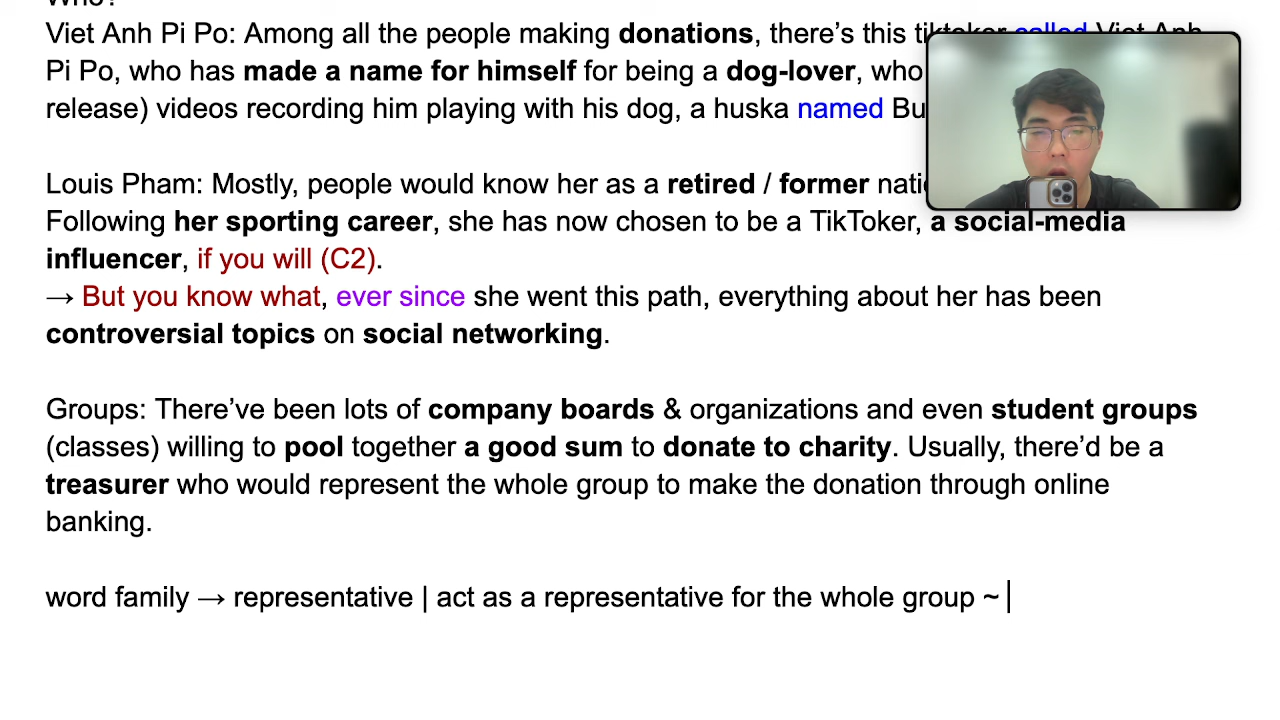 Who?
Viet Anh Pi Po: Among all the people making donations, there's this tiktoker called Viet Anh
Pi Po, who has made a name for himself for being a dog-lover, who
release) videos recording him playing with his dog, a huska named Bu
Louis Pham: Mostly, people would know her as a retired / former
Following her sporting career, she has now chosen to be a TikToker, a social-media
influencer, if you will (C2).
→ But you know what, ever since she went this path, everything about her has been
controversial topics on social networking.
Groups: There've been lots of company boards & organizations and even student groups
(classes) willing to pool together a good sum to donate to charity. Usually, there'd be a
treasurer who would represent the whole group to make the donation through online
banking.
word family → representative | act as a representative for the whole group ~